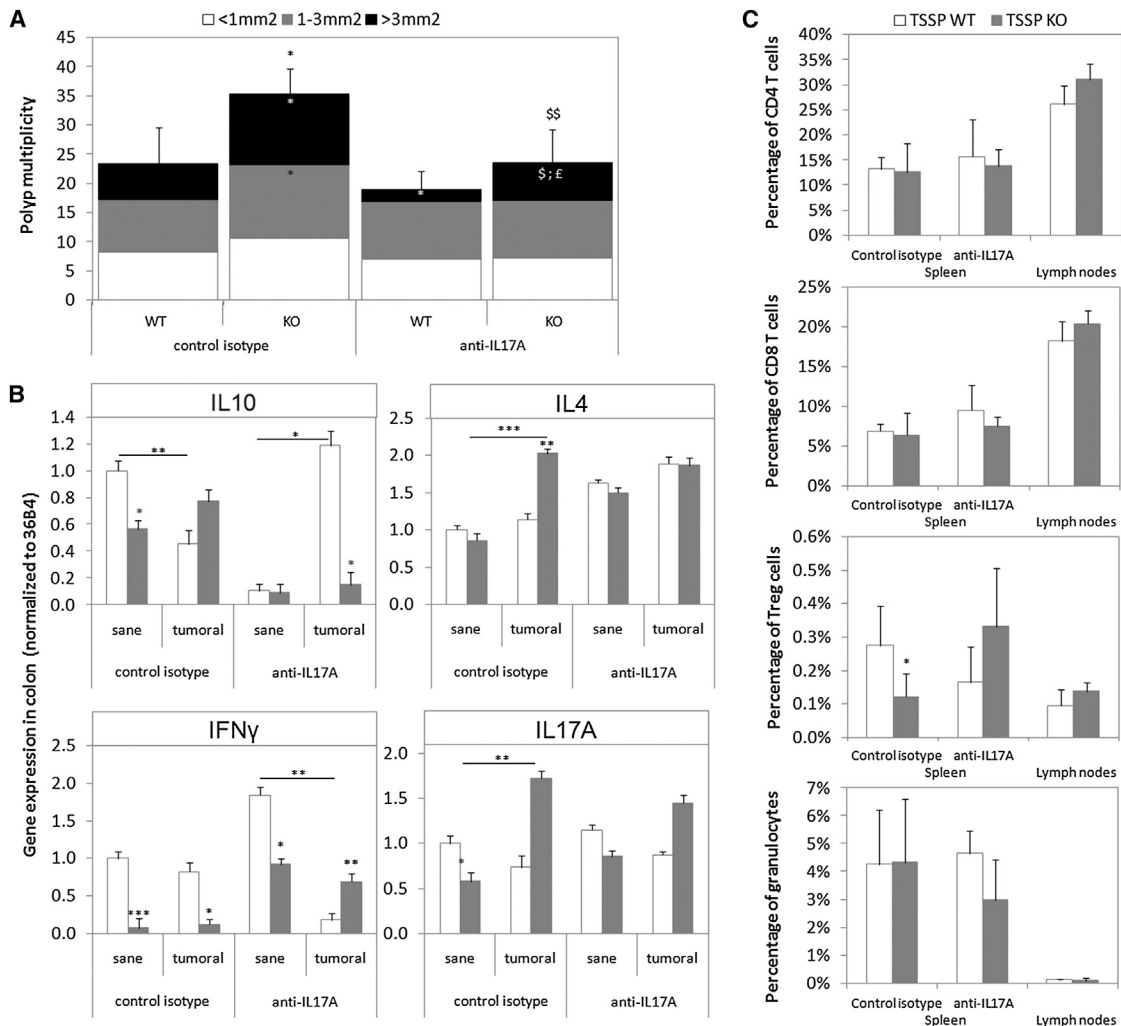 A
<1mm2 1-3mm2 >3mm2
Polyp multiplicity
45
40
35
30
25
20
15
10
5
0
* * *
*
$$
$;£
WT KO WT KO
control isotype anti-IL17A
B
Gene expression in colon (normalized to 36B4)
IL10
1.4
1.2
1.0
0.8
0.6
0.4
0.2
0.0
** * * *
sane tumoral sane tumoral
control isotype anti-IL17A
IL4
2.5
2.0
1.5
1.0
0.5
0.0
*** **
sane tumoral sane tumoral
control isotype anti-IL17A
IFNγ
2.5
2.0
1.5
1.0
0.5
0.0
*** * ** * **
sane tumoral sane tumoral
control isotype anti-IL17A
IL17A
2.0
1.5
1.0
0.5
0.0
** *
sane tumoral sane tumoral
control isotype anti-IL17A
C
TSSP WT TSSP KO
Percentage of CD4 T cells
40%
35%
30%
25%
20%
15%
10%
5%
0%
Control isotype anti-IL17A
Spleen Lymph nodes
Percentage of CD8 T cells
25%
20%
15%
10%
5%
0%
Control isotype anti-IL17A
Spleen Lymph nodes
Percentage of Treg cells
0.6%
0.5%
0.4%
0.3%
0.2%
0.1%
0.0%
*
Control isotype anti-IL17A
Spleen Lymph nodes
Percentage of granulocytes
7%
6%
5%
4%
3%
2%
1%
0%
Control isotype anti-IL17A
Spleen Lymph nodes